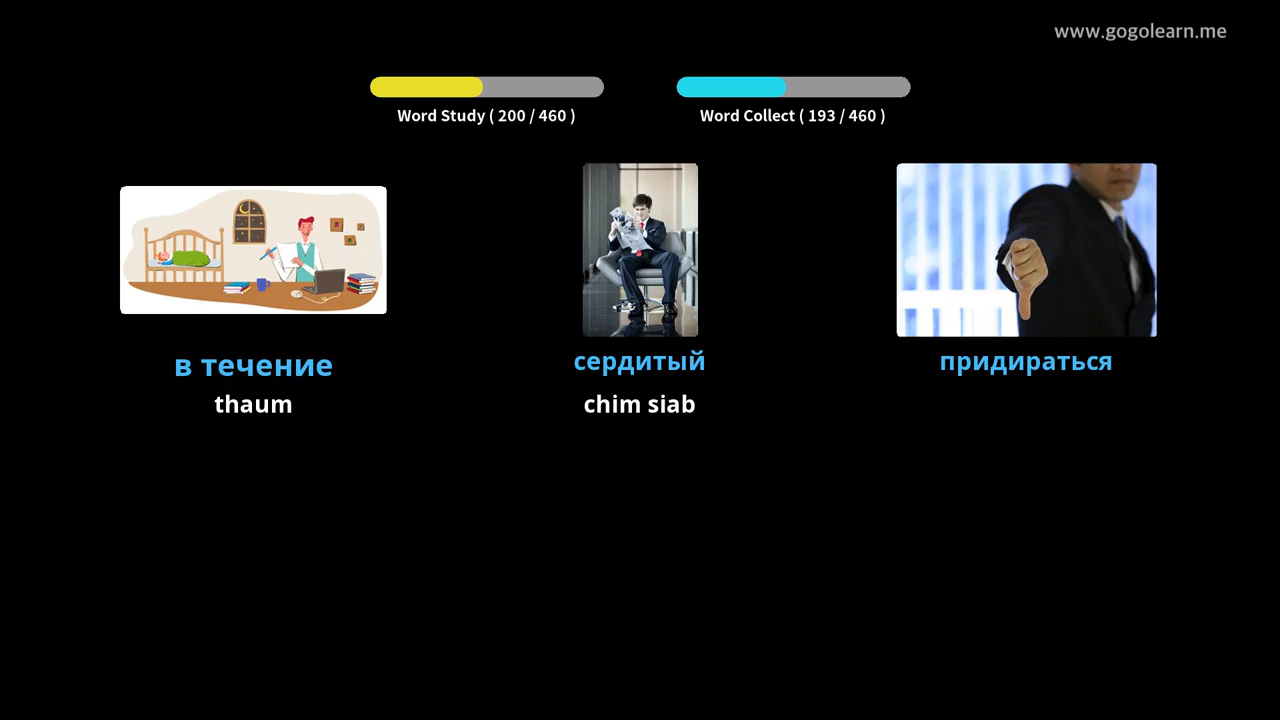 www.gogolearn.me
Word Study ( 200 / 460 )
Word Collect ( 193 / 460 )
в течение
thaum
сердитый
chim siab
придираться